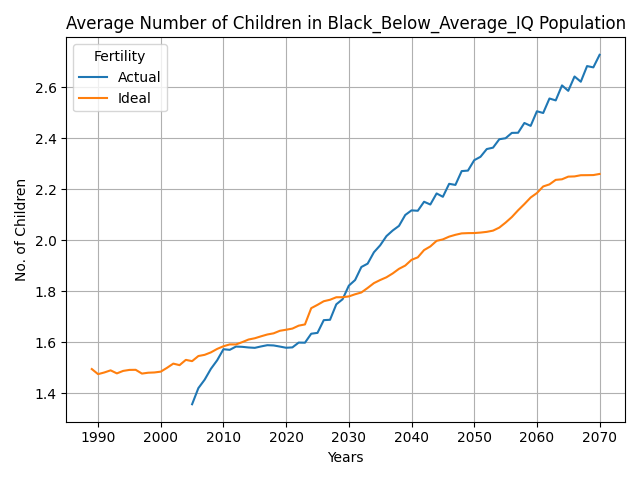 Average Number of Children in Black_Below_Average_IQ Population
Fertility
Actual
Ideal
No. of Children
2.6
2.4
2.2
2.0
1.8
1.6
1.4
1990 2000 2010 2020 2030 2040 2050 2060 2070
Years